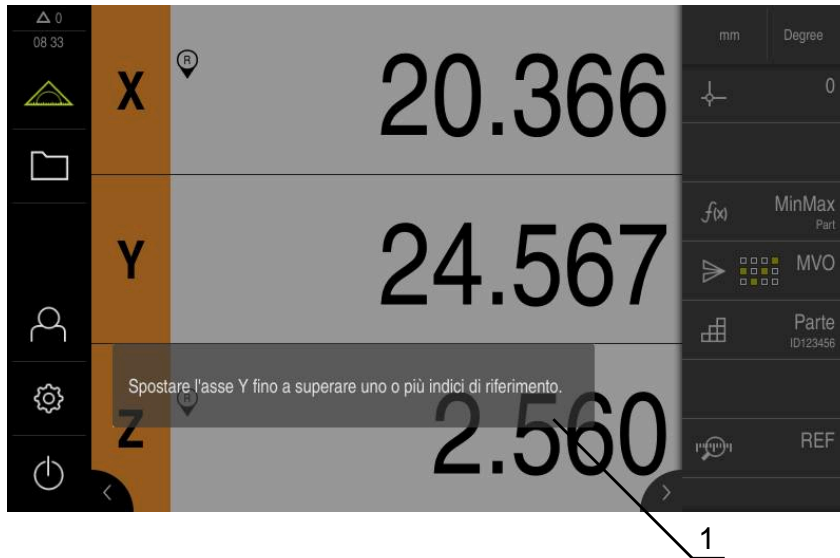 0
08 33
mm
Degree
X
R
20.366
0
Y
24.567
f(x)
MinMax
Part
MVO
Parte
ID123456
Spostare l'asse Y fino a superare uno o più indici di riferimento.
Z
R
2.560
REF
1